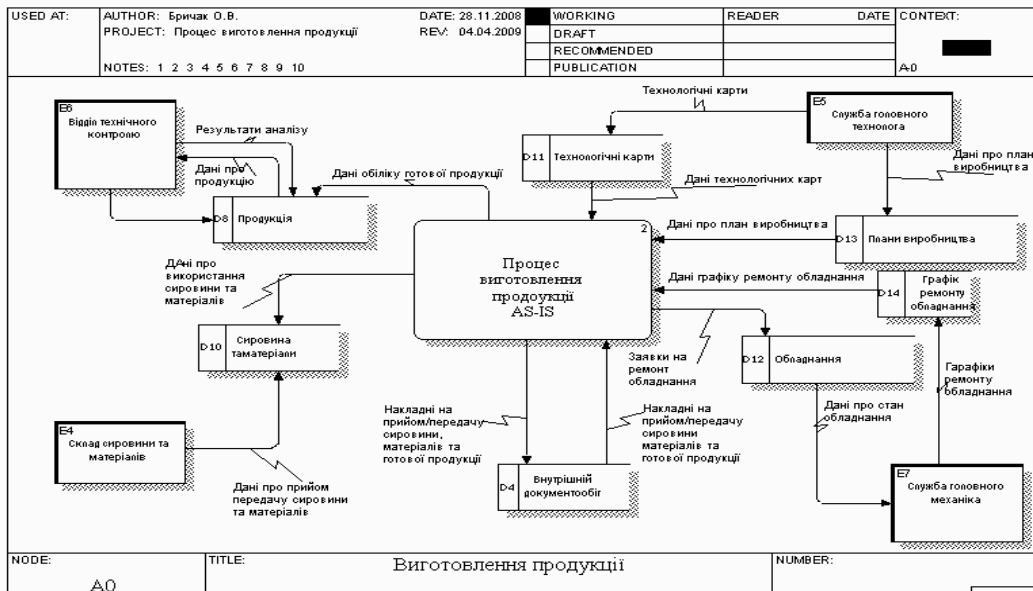 USED AT:
AUTHOR: Бричак О.В.
DATE: 28.11.2008
PROJECT: Процес виготовлення продукції
REV: 04.04.2009
NOTES: 1 2 3 4 5 6 7 8 9 10
WORKING
DRAFT
RECOMMENDED
PUBLICATION
READER
DATE
CONTEXT:
A-0
E6
Відділ технічного
контролю
Результати аналізу
Дані про
продукцію
D8
Продукція
Дані обіліку готової продукції
Технологічні карти
D11
Технологічні карти
Дані технологічних карт
E5
Служба головного
технолога
Дані про план
виробництва
D13
Плани виробництва
Дані про план виробництва
Дані графіку ремонту обладнання
D14
Графік
ремонту
обладнання
2
Процес
виготовлення
продоукції
AS-IS
ДАні про
використання
сировини та
матеріалів
D10
Сировина
таматеріали
Заявки на
ремонт
обладнання
D12
Обладнання
Гарафіки
ремонту
обладнання
Дані про стан
обладнання
E4
Склад сировини та
матеріалів
Дані про прийом
передачу сировини
та матеріалів
Накладні на
прийом/передачу
сировини,
матеріалів та
готової продукції
Накладні на
прийом/передачу
сировини
матеріалів та
готової продукції
D4
Внутрішній
документообіг
E7
Служба головного
механіка
NODE:
A0
TITLE:
Виготовлення продукції
NUMBER: